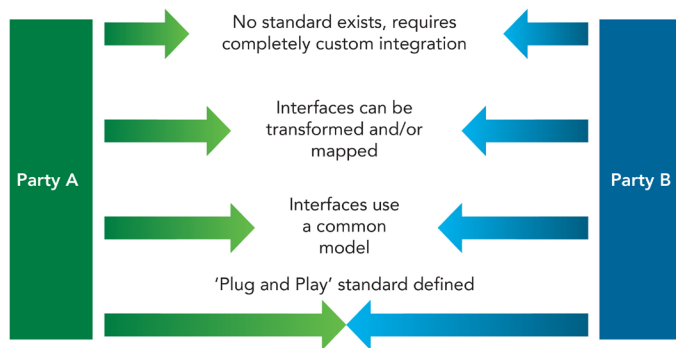 No standard exists, requires
completely custom integration
Interfaces can be
transformed and/or
mapped
Party A
Party B
Interfaces use
a common
model
‘Plug and Play’ standard defined